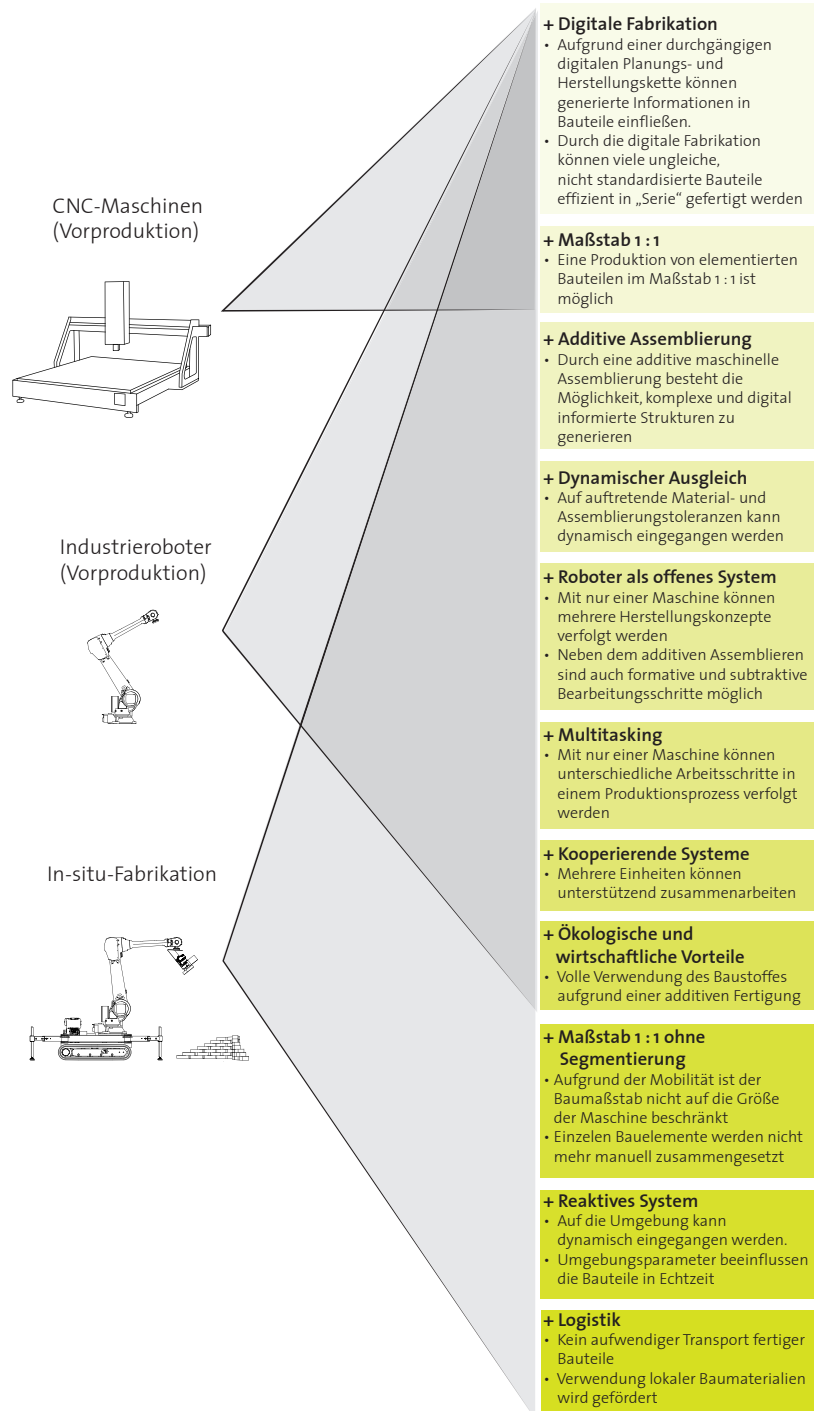 CNC-Maschinen
(Vorproduktion)
Industrieroboter
(Vorproduktion)
In-situ-Fabrikation
+ Digitale Fabrikation
• Aufgrund einer durchgängigen
digitalen Planungs- und
Herstellungskette können
generierte Informationen in
Bauteile einfließen.
• Durch die digitale Fabrikation
können viele ungleiche,
nicht standardisierte Bauteile
effizient in „Serie“ gefertigt werden
+ Maßstab 1 : 1
• Eine Produktion von elementierten
Bauteilen im Maßstab 1 : 1 ist
möglich
+ Additive Assemblierung
• Durch eine additive maschinelle
Assemblierung besteht die
Möglichkeit, komplexe und digital
informierte Strukturen zu
generieren
+ Dynamischer Ausgleich
• Auf auftretende Material- und
Assemblierungstoleranzen kann
dynamisch eingegangen werden
+ Roboter als offenes System
• Mit nur einer Maschine können
mehrere Herstellungskonzepte
verfolgt werden
• Neben dem additiven Assemblieren
sind auch formative und subtraktive
Bearbeitungsschritte möglich
+ Multitasking
• Mit nur einer Maschine können
unterschiedliche Arbeitsschritte in
einem Produktionsprozess verfolgt
werden
+ Kooperierende Systeme
• Mehrere Einheiten können
unterstützend zusammenarbeiten
+ Ökologische und
wirtschaftliche Vorteile
• Volle Verwendung des Baustoffes
aufgrund einer additiven Fertigung
+ Maßstab 1 : 1 ohne
Segmentierung
• Aufgrund der Mobilität ist der
Baumaßstab nicht auf die Größe
der Maschine beschränkt
• Einzelen Bauelemente werden nicht
mehr manuell zusammengesetzt
+ Reaktives System
• Auf die Umgebung kann
dynamisch eingegangen werden.
• Umgebungsparameter beeinflussen
die Bauteile in Echtzeit
+ Logistik
• Kein aufwendiger Transport fertiger
Bauteile
• Verwendung lokaler Baumaterialien
wird gefördert